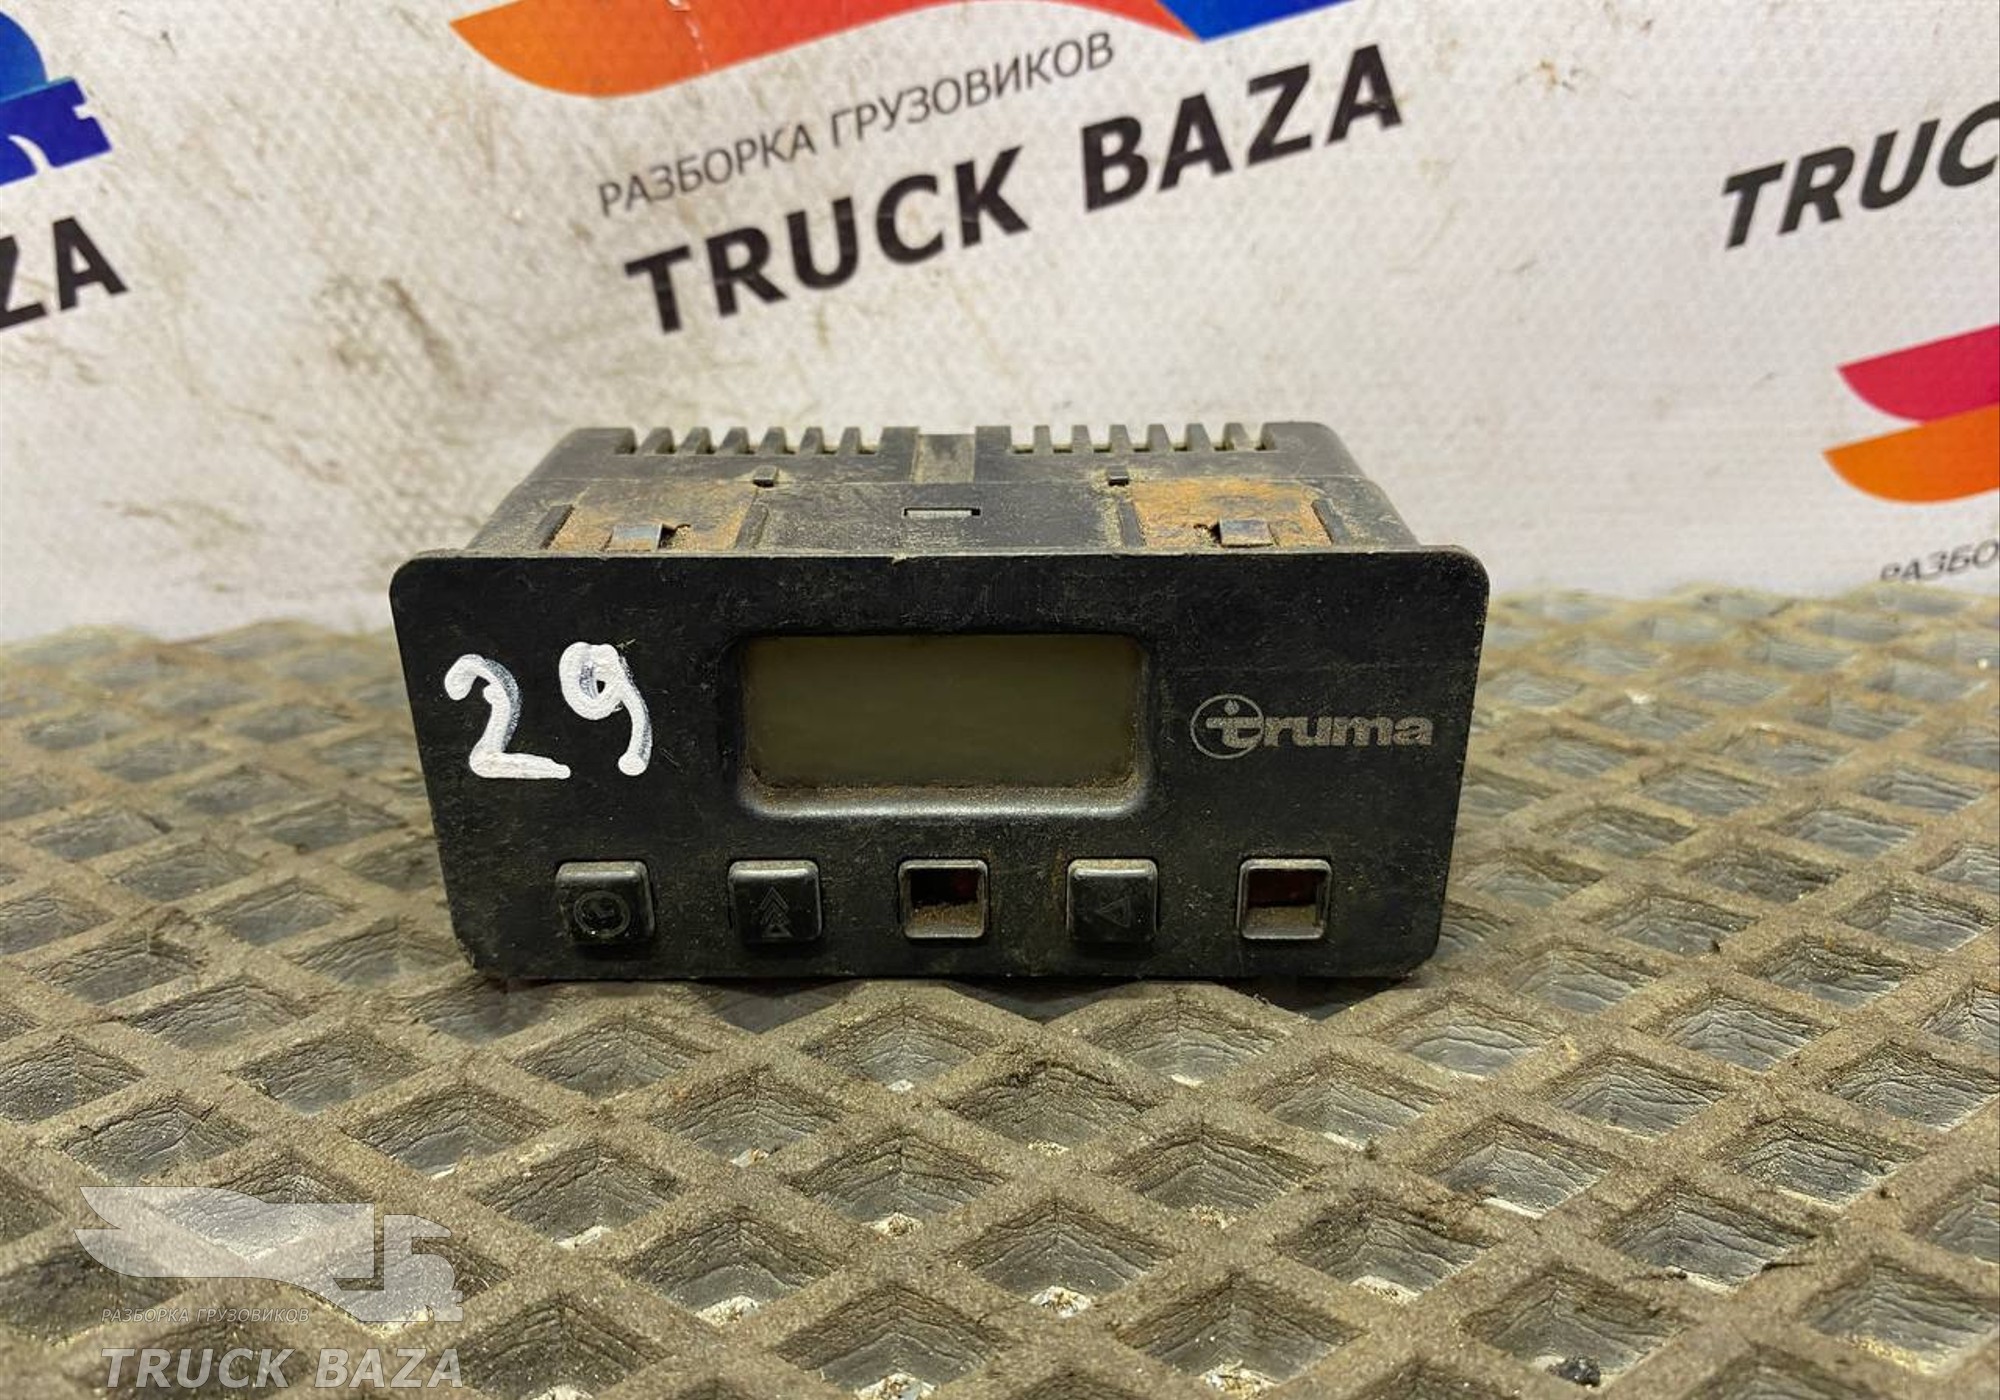 РАЗБОРКА ГРУЗОВИКОВ
TRUCK BAZA
ZA
TRUC
РАЗБО
29
truma
РАЗБОРКА ГРУЗОВИКОВ
TRUCK BAZA